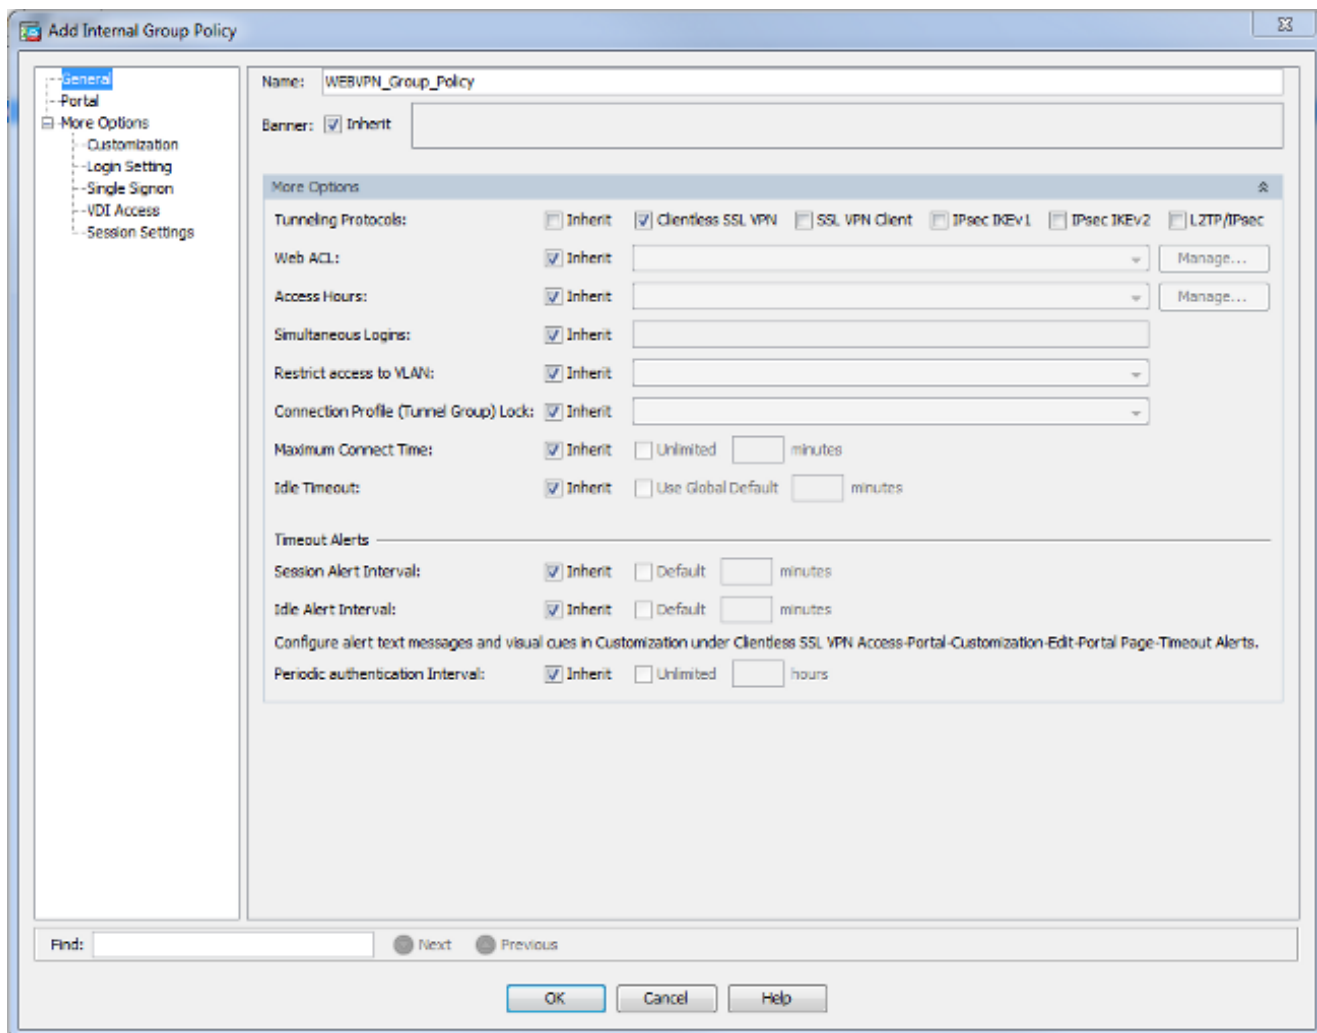 Add Internal Group Policy
General
Portal
More Options
Customization
Login Setting
Single Signon
VDI Access
Session Settings
Name: WEBVPN_Group_Policy
Banner: Inherit
More Options
Tunneling Protocols: Inherit Clientless SSL VPN SSL VPN Client IPsec IKEv1 IPsec IKEv2 L2TP/IPsec
Web ACL: Inherit Manage...
Access Hours: Inherit Manage...
Simultaneous Logins: Inherit
Restrict access to VLAN: Inherit
Connection Profile (Tunnel Group) Lock: Inherit
Maximum Connect Time: Inherit Unlimited minutes
Idle Timeout: Inherit Use Global Default minutes
Timeout Alerts
Session Alert Interval: Inherit Default minutes
Idle Alert Interval: Inherit Default minutes
Configure alert text messages and visual cues in Customization under Clientless SSL VPN Access-Portal-Customization-Edit-Portal Page-Timeout Alerts.
Periodic authentication Interval: Inherit Unlimited hours
Find: Next Previous
OK Cancel Help